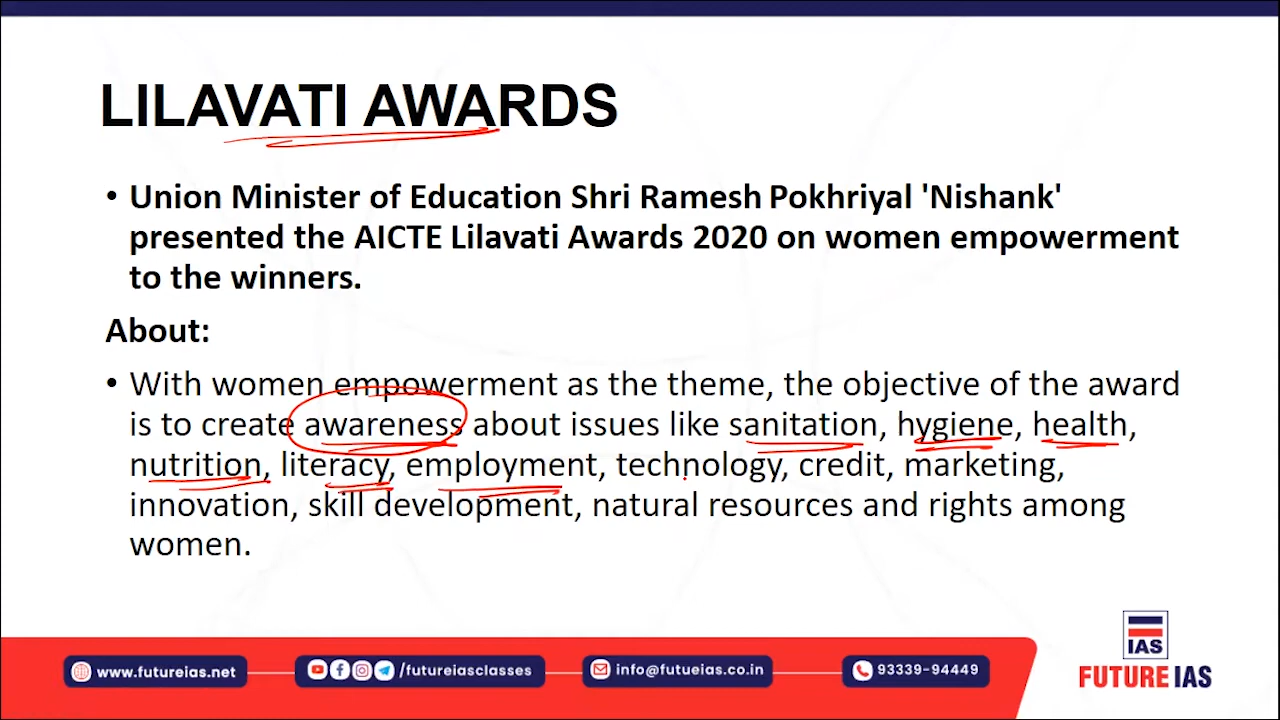 LILAVATI AWARDS
• Union Minister of Education Shri Ramesh Pokhriyal 'Nishank'
presented the AICTE Lilavati Awards 2020 on women empowerment
to the winners.
About:
• With women empowerment as the theme, the objective of the award
is to create awareness about issues like sanitation, hygiene, health,
nutrition, literacy, employment, technology, credit, marketing,
innovation, skill development, natural resources and rights among
women.
IAS
FUTURE IAS
www.futureias.net
/futureiasclasses
info@futueias.co.in
93339-94449